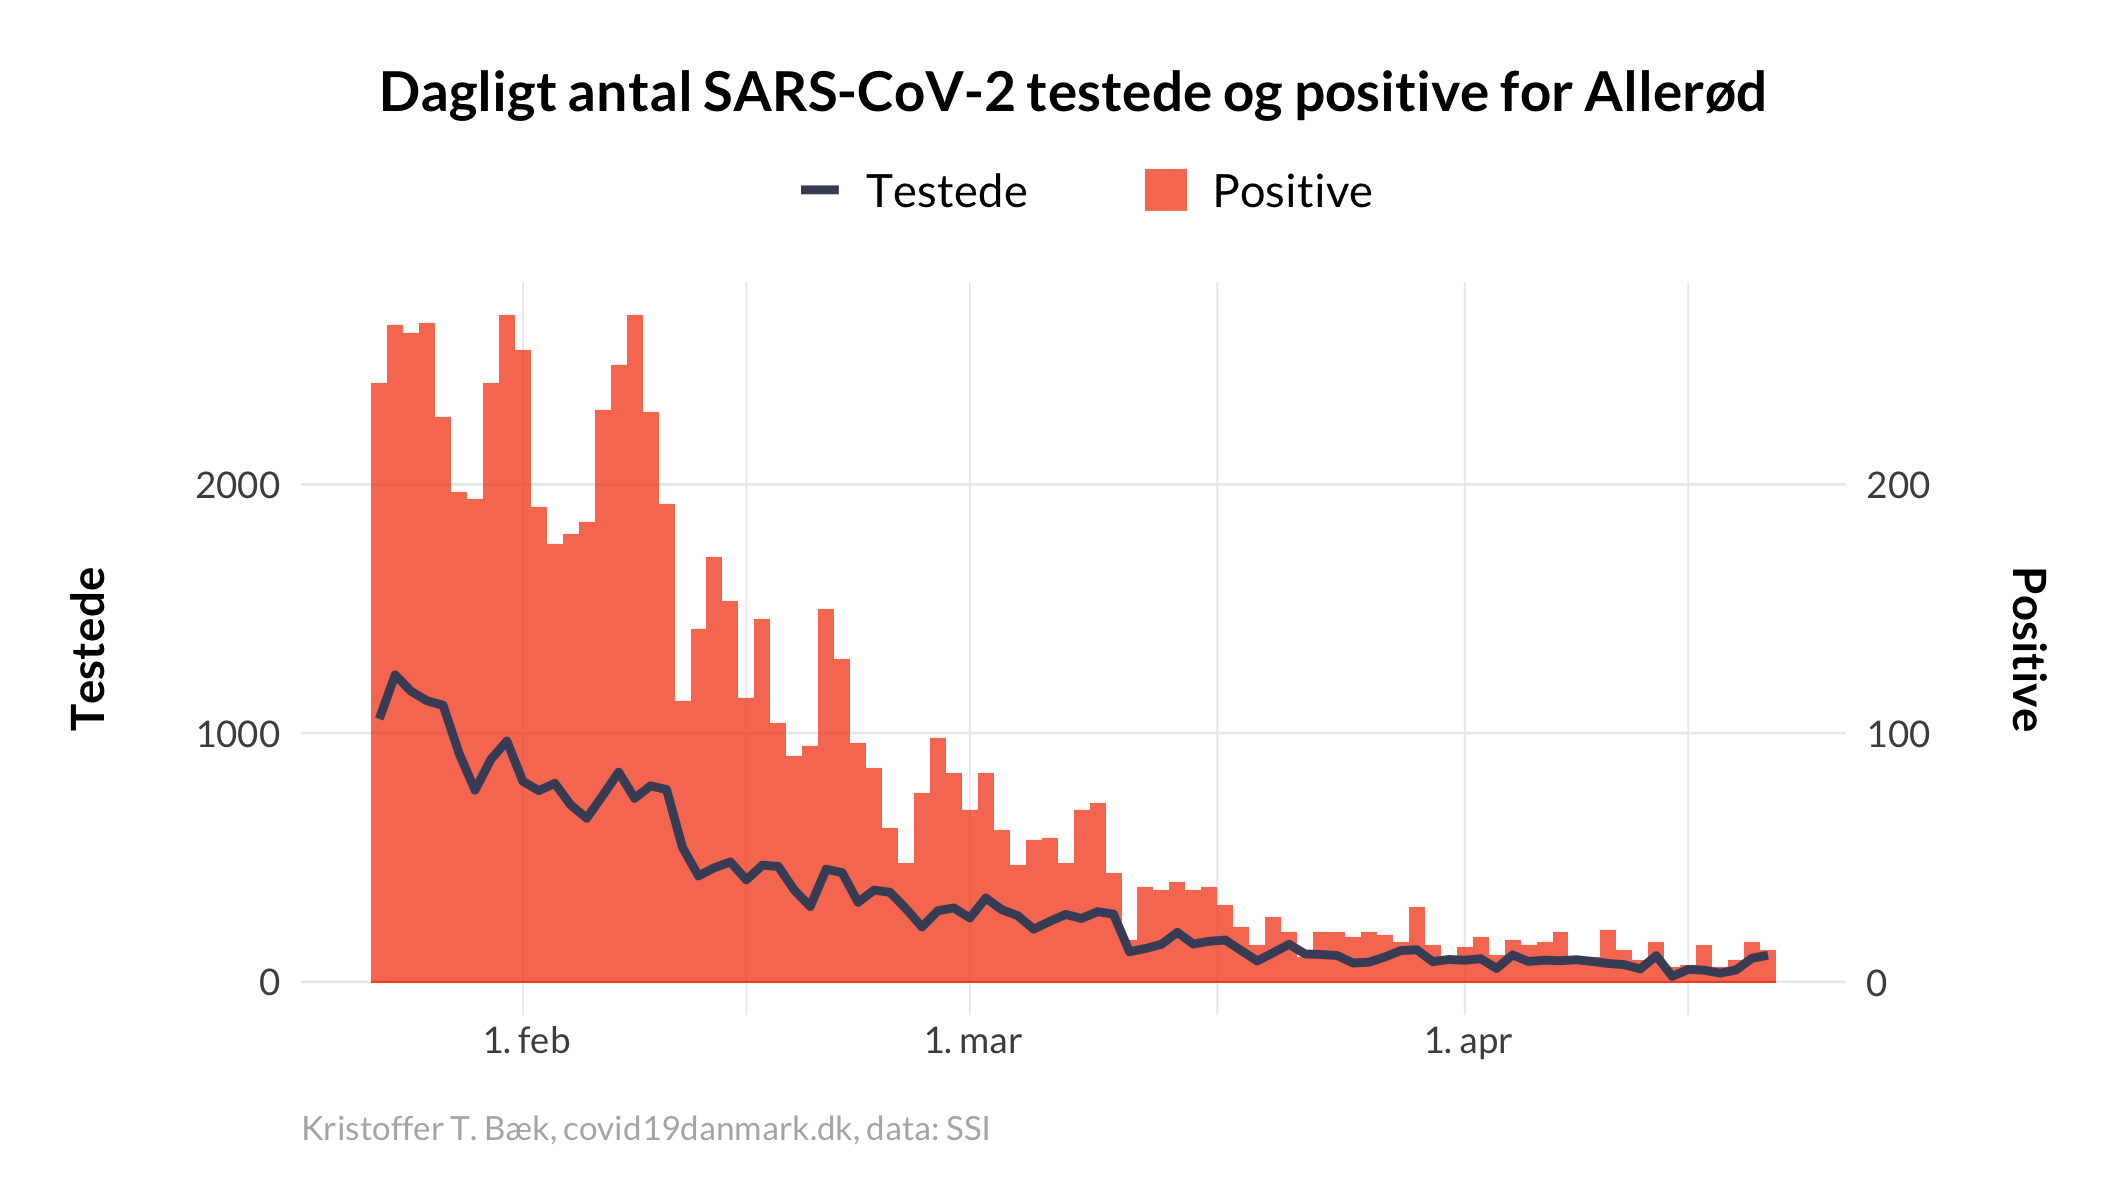 Dagligt antal SARS-CoV-2 testede og positive for Allerød
Testede
Positive
Testede
2000
1000
0
200
100
0
Positive
1. feb
1. mar
1. apr
Kristoffer T. Bæk, covid19danmark.dk, data: SSI